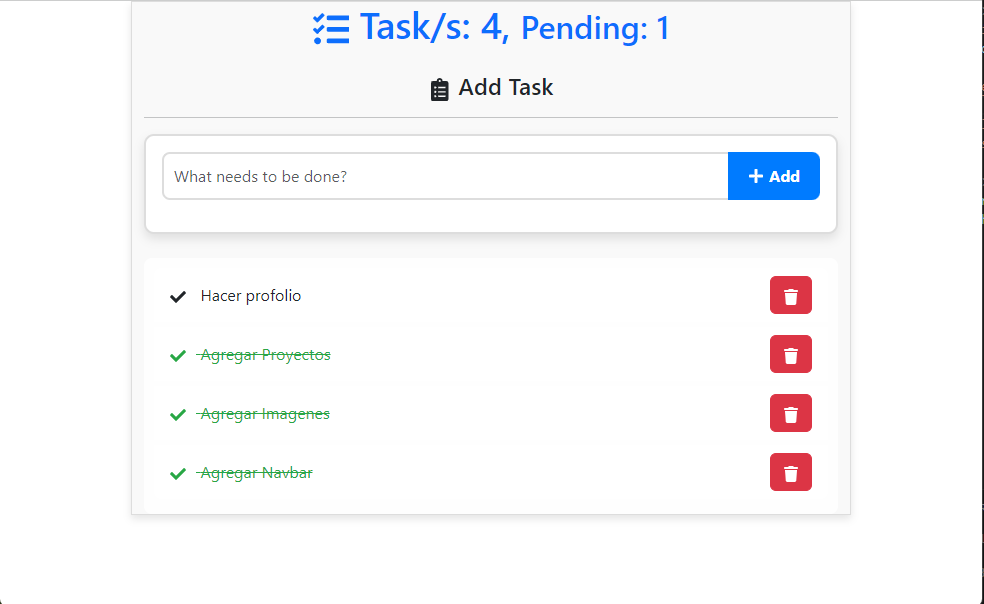 Task/s: 4, Pending: 1
Add Task
What needs to be done?
Add
Hacer profolio
Agregar Proyectos
Agregar Imagenes
Agregar Navbar